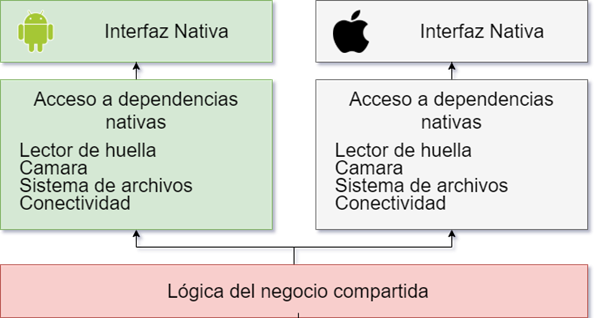 Interfaz Nativa
Interfaz Nativa
Acceso a dependencias
nativas
Lector de huella
Camara
Sistema de archivos
Conectividad
Acceso a dependencias
nativas
Lector de huella
Camara
Sistema de archivos
Conectividad
Lógica del negocio compartida